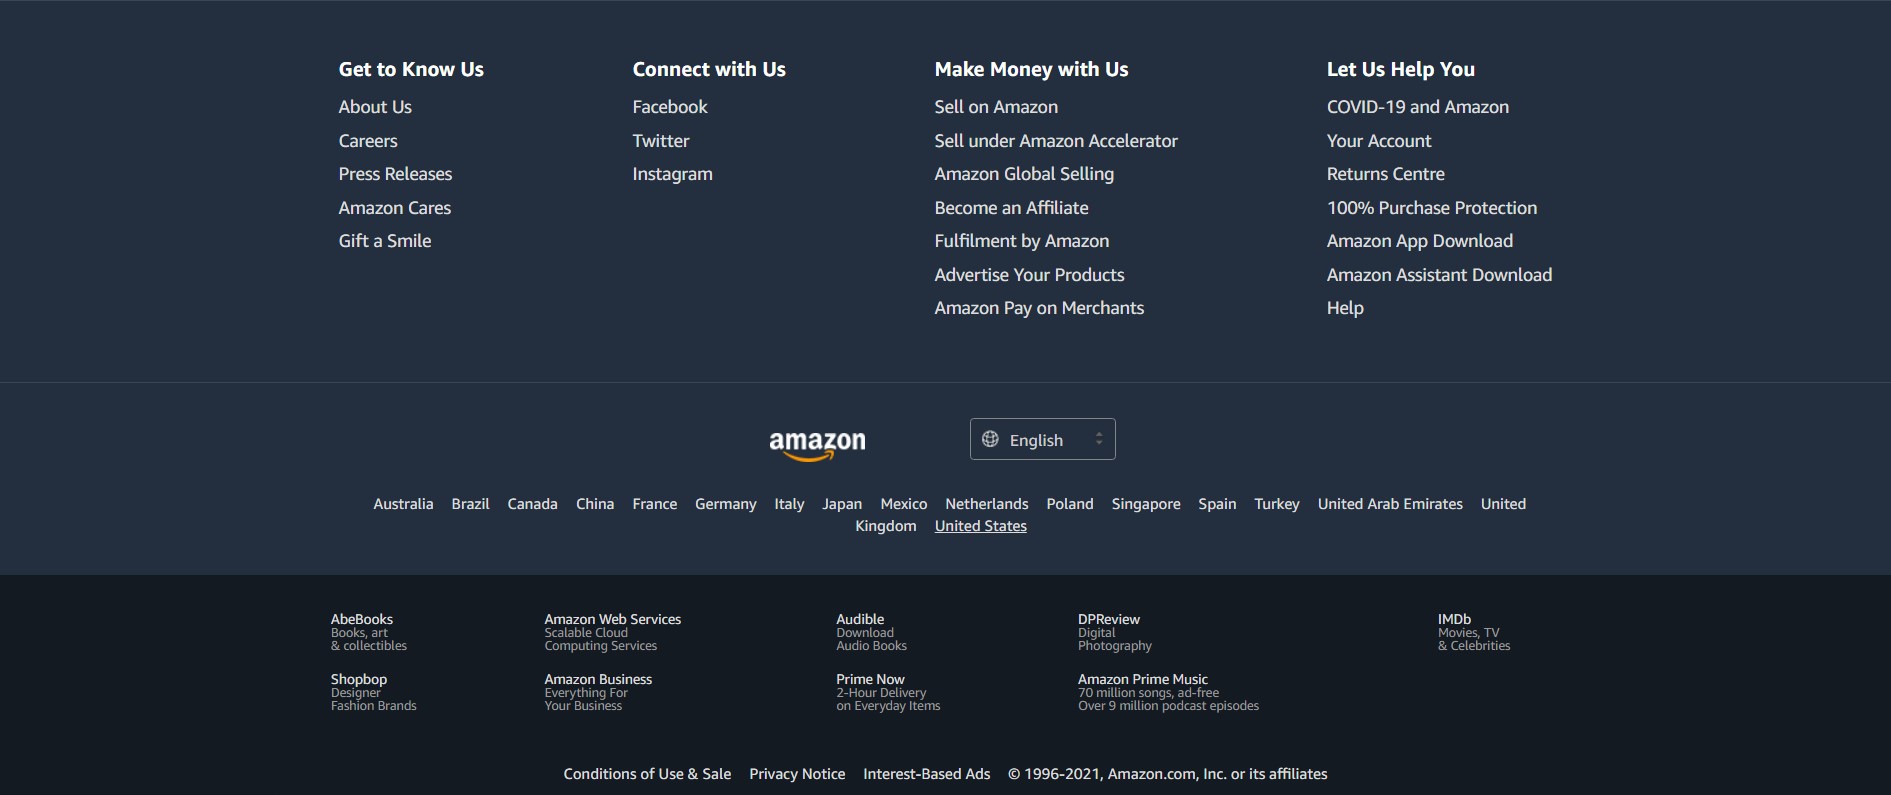 Get to Know Us
About Us
Careers
Press Releases
Amazon Cares
Gift a Smile
Connect with Us
Facebook
Twitter
Instagram
Make Money with Us
Sell on Amazon
Sell under Amazon Accelerator
Amazon Global Selling
Become an Affiliate
Fulfilment by Amazon
Advertise Your Products
Amazon Pay on Merchants
Let Us Help You
COVID-19 and Amazon
Your Account
Returns Centre
100% Purchase Protection
Amazon App Download
Amazon Assistant Download
Help
amazon
English
Australia Brazil Canada China France Germany Italy Japan Mexico Netherlands Poland Singapore Spain Turkey United Arab Emirates United
Kingdom United States
AbeBooks
Books, art
& collectibles
Amazon Web Services
Scalable Cloud
Computing Services
Audible
Download
Audio Books
DPReview
Digital
Photography
IMDb
Movies, TV
& Celebrities
Shopbop
Designer
Fashion Brands
Amazon Business
Everything For
Your Business
Prime Now
2-Hour Delivery
on Everyday Items
Amazon Prime Music
70 million songs, ad-free
Over 9 million podcast episodes
Conditions of Use & Sale Privacy Notice Interest-Based Ads © 1996-2021, Amazon.com, Inc. or its affiliates